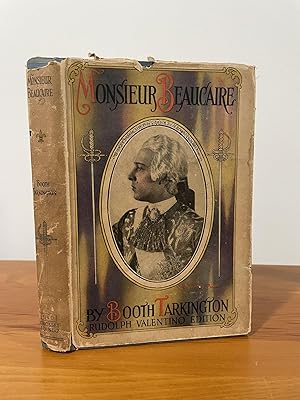 MONSIEUR
BEAUCAIRE
BOOTH
TARKINGTON
MONSIEUR BEAUCAIRE
BY BOOTH TARKINGTON
RUDOLPH VALENTINO EDITION